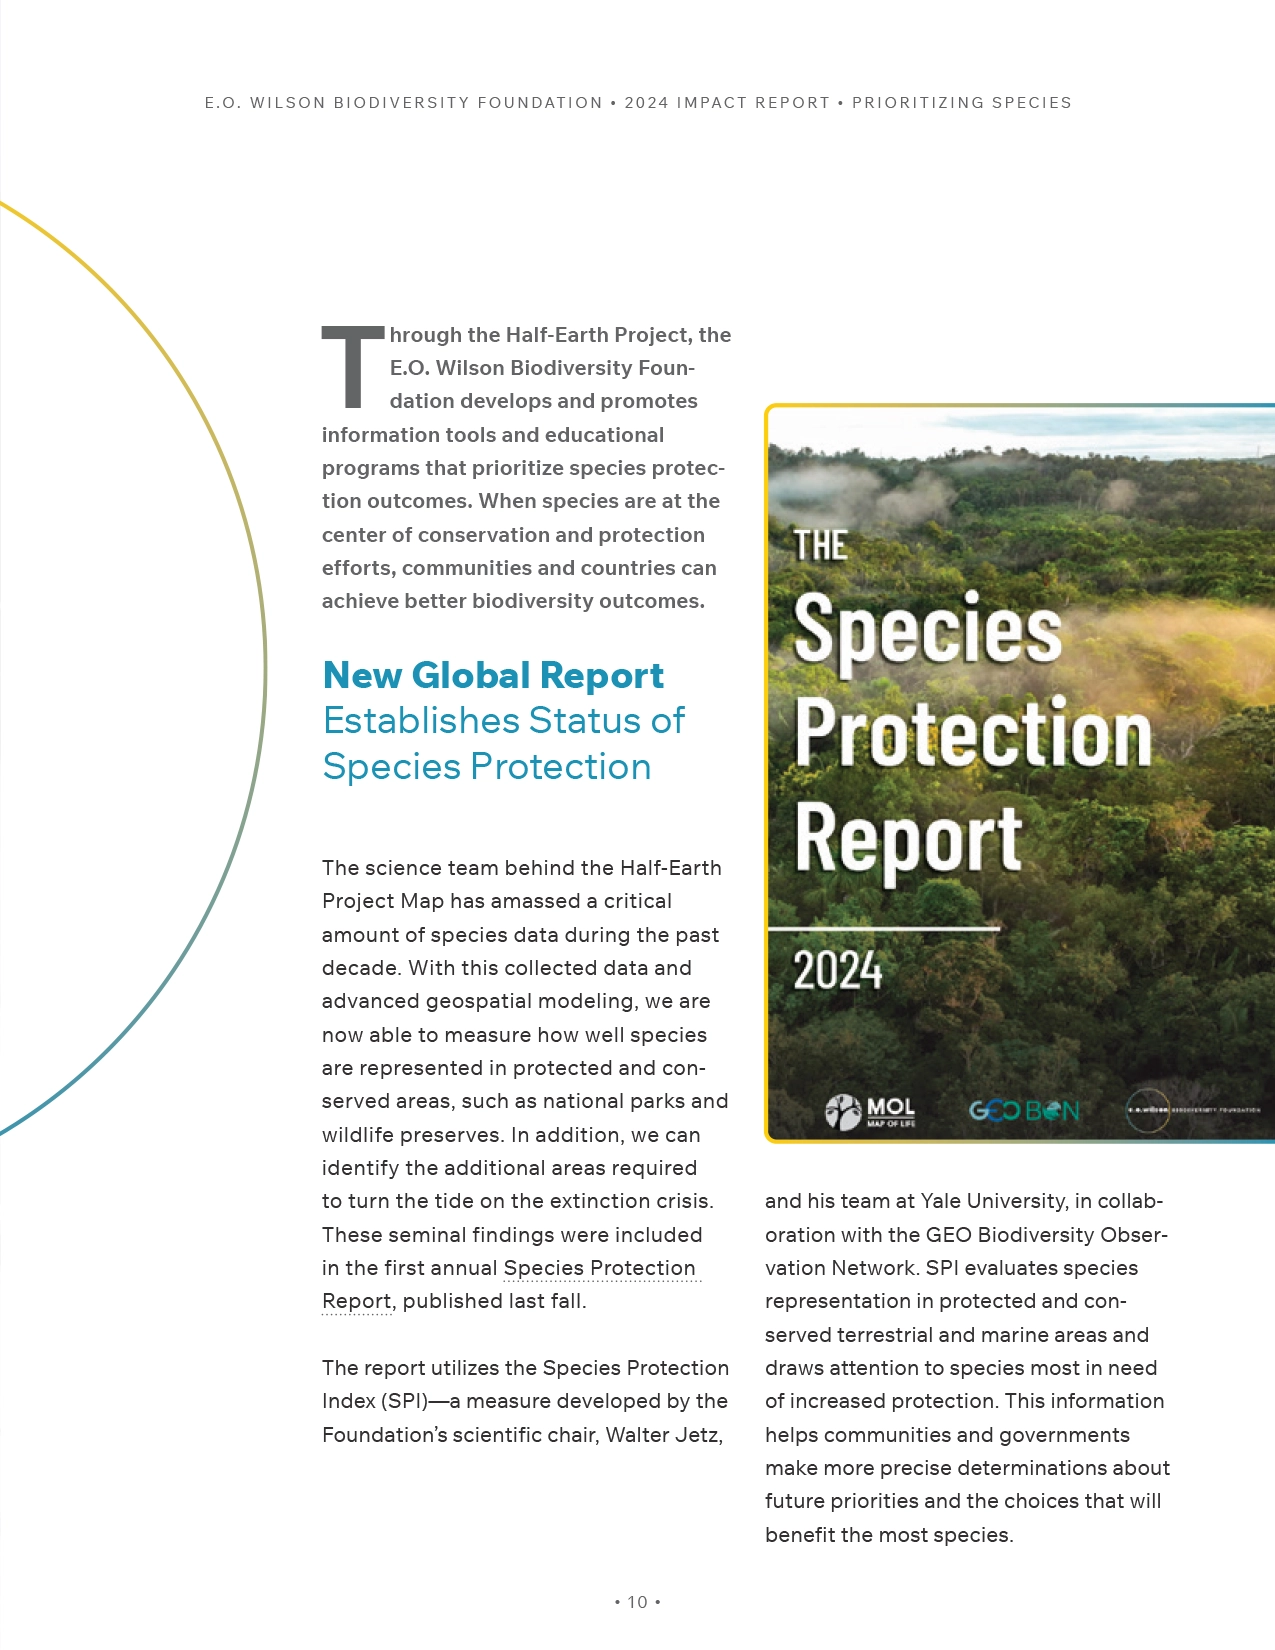 E.O. WILSON BIODIVERSITY FOUNDATION • 2024 IMPACT REPORT • PRIORITIZING SPECIES
Through the Half-Earth Project, the
E.O. Wilson Biodiversity Foun-
dation develops and promotes
information tools and educational
programs that prioritize species protec-
tion outcomes. When species are at the
center of conservation and protection
efforts, communities and countries can
achieve better biodiversity outcomes.
New Global Report
Establishes Status of
Species Protection
The science team behind the Half-Earth
Project Map has amassed a critical
amount of species data during the past
decade. With this collected data and
advanced geospatial modeling, we are
now able to measure how well species
are represented in protected and con-
served areas, such as national parks and
wildlife preserves. In addition, we can
identify the additional areas required
to turn the tide on the extinction crisis.
These seminal findings were included
in the first annual Species Protection
Report, published last fall.
The report utilizes the Species Protection
Index (SPI)—a measure developed by the
Foundation’s scientific chair, Walter Jetz,
THE
Species
Protection
Report
2024
MOL
MAP OF LIFE
GEO BON
e.o.wilson BIODIVERSITY FOUNDATION
and his team at Yale University, in collab-
oration with the GEO Biodiversity Obser-
vation Network. SPI evaluates species
representation in protected and con-
served terrestrial and marine areas and
draws attention to species most in need
of increased protection. This information
helps communities and governments
make more precise determinations about
future priorities and the choices that will
benefit the most species.
• 10 •